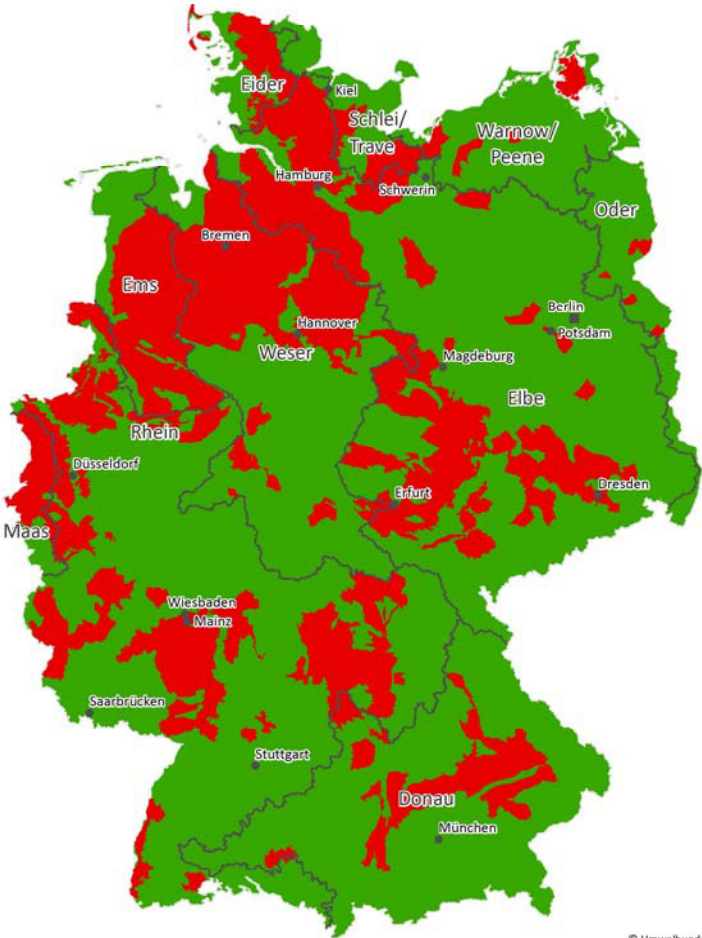 Eider
Kiel
Schlei/
Trave
Warnow/
Peene
Hamburg
Schwerin
Oder
Bremen
Ems
Berlin
Hannover
Potsdam
Weser
Magdeburg
Elbe
Rhein
Düsseldorf
Erfurt
Dresden
Maas
Wiesbaden
Mainz
Saarbrücken
Stuttgart
Donau
München